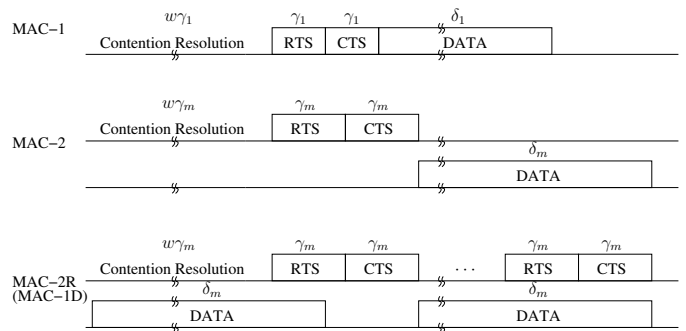 wγ₁ γ₁ γ₁ δ₁
MAC−1
Contention Resolution RTS CTS DATA
wγₘ γₘ γₘ
Contention Resolution RTS CTS
MAC−2
δₘ
DATA
wγₘ γₘ γₘ γₘ γₘ
Contention Resolution RTS CTS ··· RTS CTS
MAC−2R
(MAC−1D)
δₘ δₘ
DATA DATA